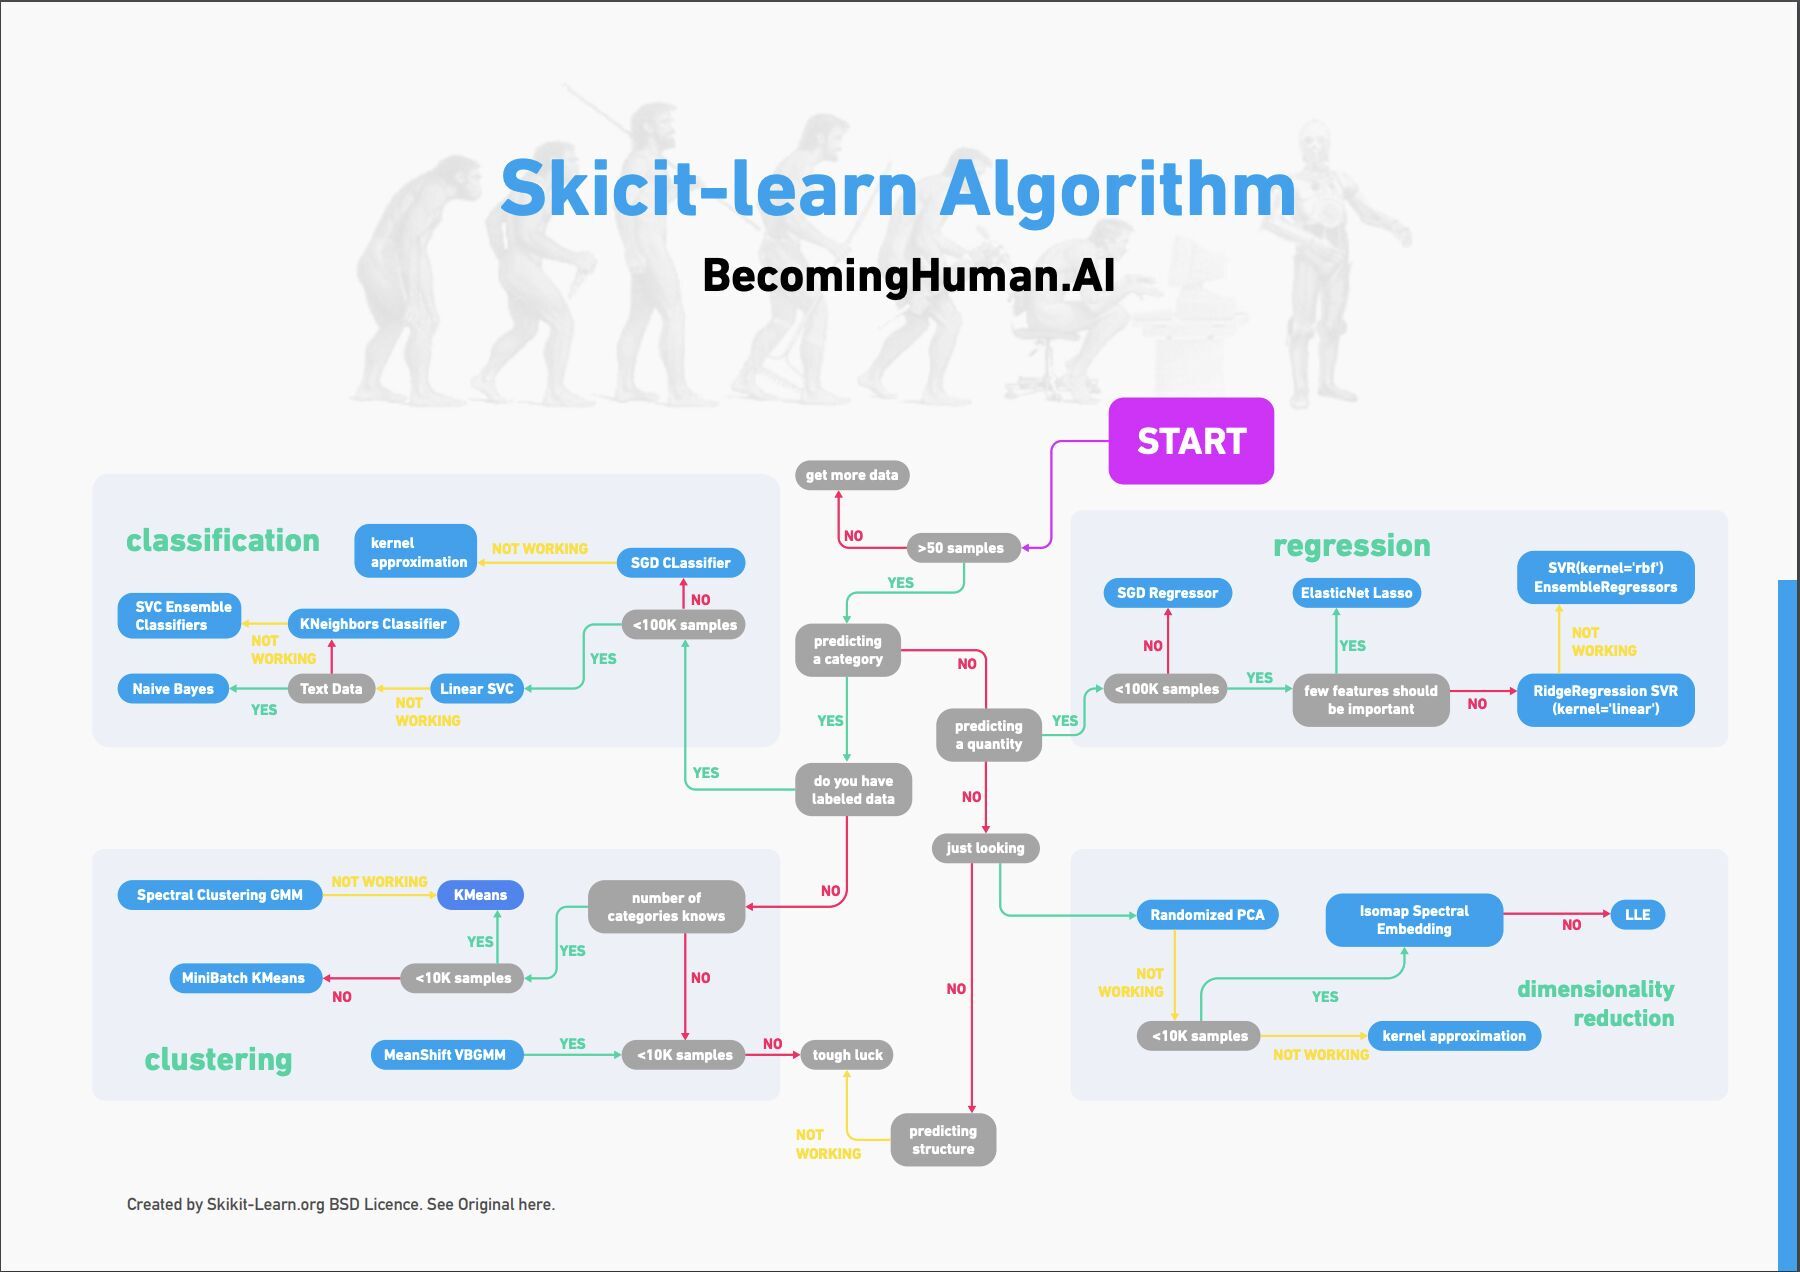 Skicit-learn Algorithm
BecomingHuman.AI
START
get more data
NO
>50 samples
YES
predicting
a category
NO
YES
predicting
a quantity
YES
do you have
labeled data
YES
NO
NO
just looking
NO
predicting
structure
NOT
WORKING
tough luck
classification
kernel
approximation
NOT WORKING
SGD CLassifier
NO
<100K samples
YES
SVC Ensemble
Classifiers
KNeighbors Classifier
NOT
WORKING
Naive Bayes
YES
Text Data
NOT
WORKING
Linear SVC
regression
SGD Regressor
NO
<100K samples
YES
ElasticNet Lasso
YES
few features should
be important
NO
SVR(kernel='rbf')
EnsembleRegressors
NOT
WORKING
RidgeRegression SVR
(kernel='linear')
Spectral Clustering GMM
NOT WORKING
KMeans
number of
categories knows
YES
YES
MiniBatch KMeans
NO
<10K samples
NO
clustering
MeanShift VBGMM
YES
<10K samples
NO
Randomized PCA
Isomap Spectral
Embedding
NO
LLE
NOT
WORKING
YES
dimensionality
reduction
<10K samples
NOT WORKING
kernel approximation
Created by Skikit-Learn.org BSD Licence. See Original here.